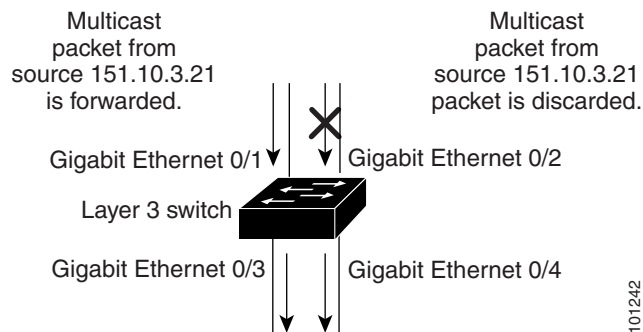 Multicast
packet from
source 151.10.3.21
is forwarded.
Multicast
packet from
source 151.10.3.21
packet is discarded.
Gigabit Ethernet 0/1
Gigabit Ethernet 0/2
Layer 3 switch
Gigabit Ethernet 0/3
Gigabit Ethernet 0/4
101242